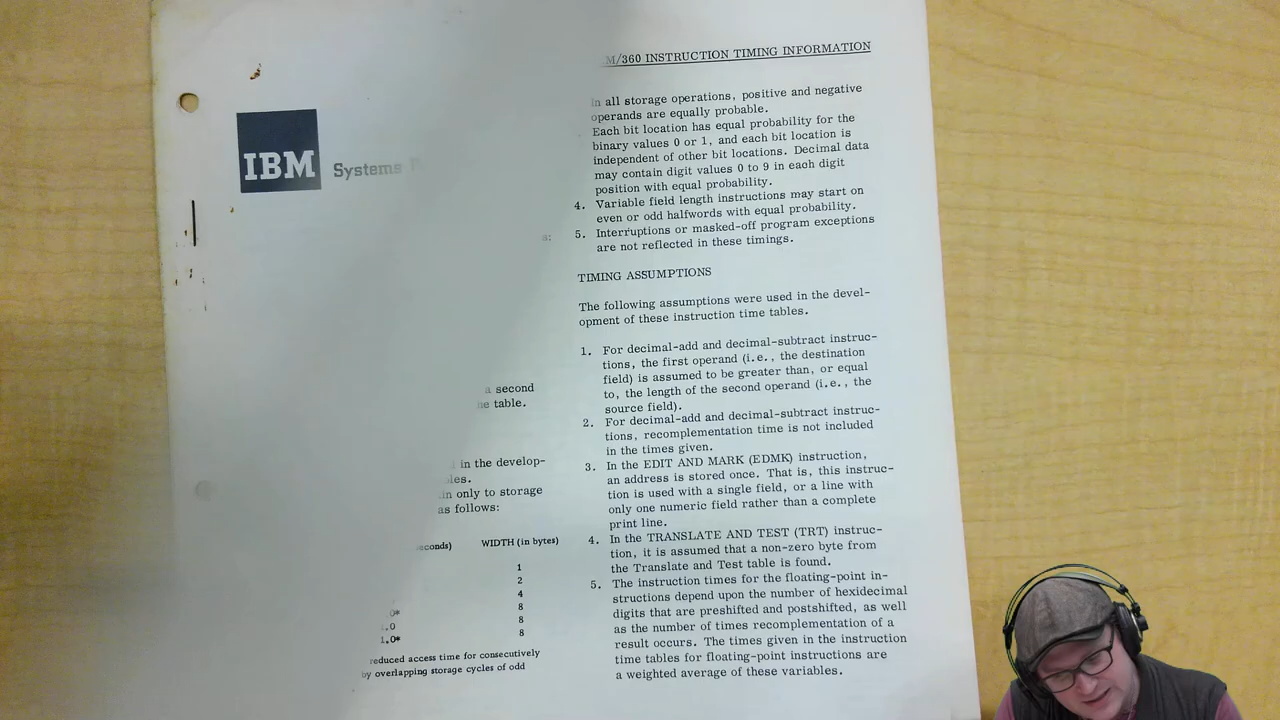 IBM
Systems
M/360 INSTRUCTION TIMING INFORMATION
s:
a second
he table.
in the develop-
bles.
in only to storage
as follows:
conds) WIDTH (in bytes)
1
2
4
0* 8
.0 8
1.0* 8
reduced access time for consecutively
by overlapping storage cycles of odd
in all storage operations, positive and negative
operands are equally probable.
Each bit location has equal probability for the
binary values 0 or 1, and each bit location is
independent of other bit locations. Decimal data
may contain digit values 0 to 9 in each digit
position with equal probability.
4. Variable field length instructions may start on
even or odd halfwords with equal probability.
5. Interruptions or masked-off program exceptions
are not reflected in these timings.
TIMING ASSUMPTIONS
The following assumptions were used in the devel-
opment of these instruction time tables.
1. For decimal-add and decimal-subtract instruc-
tions, the first operand (i.e., the destination
field) is assumed to be greater than, or equal
to, the length of the second operand (i.e., the
source field).
2. For decimal-add and decimal-subtract instruc-
tions, recomplementation time is not included
in the times given.
3. In the EDIT AND MARK (EDMK) instruction,
an address is stored once. That is, this instruc-
tion is used with a single field, or a line with
only one numeric field rather than a complete
print line.
4. In the TRANSLATE AND TEST (TRT) instruc-
tion, it is assumed that a non-zero byte from
the Translate and Test table is found.
5. The instruction times for the floating-point in-
structions depend upon the number of hexidecimal
digits that are preshifted and postshifted, as well
as the number of times recomplementation of a
result occurs. The times given in the instruction
time tables for floating-point instructions are
a weighted average of these variables.